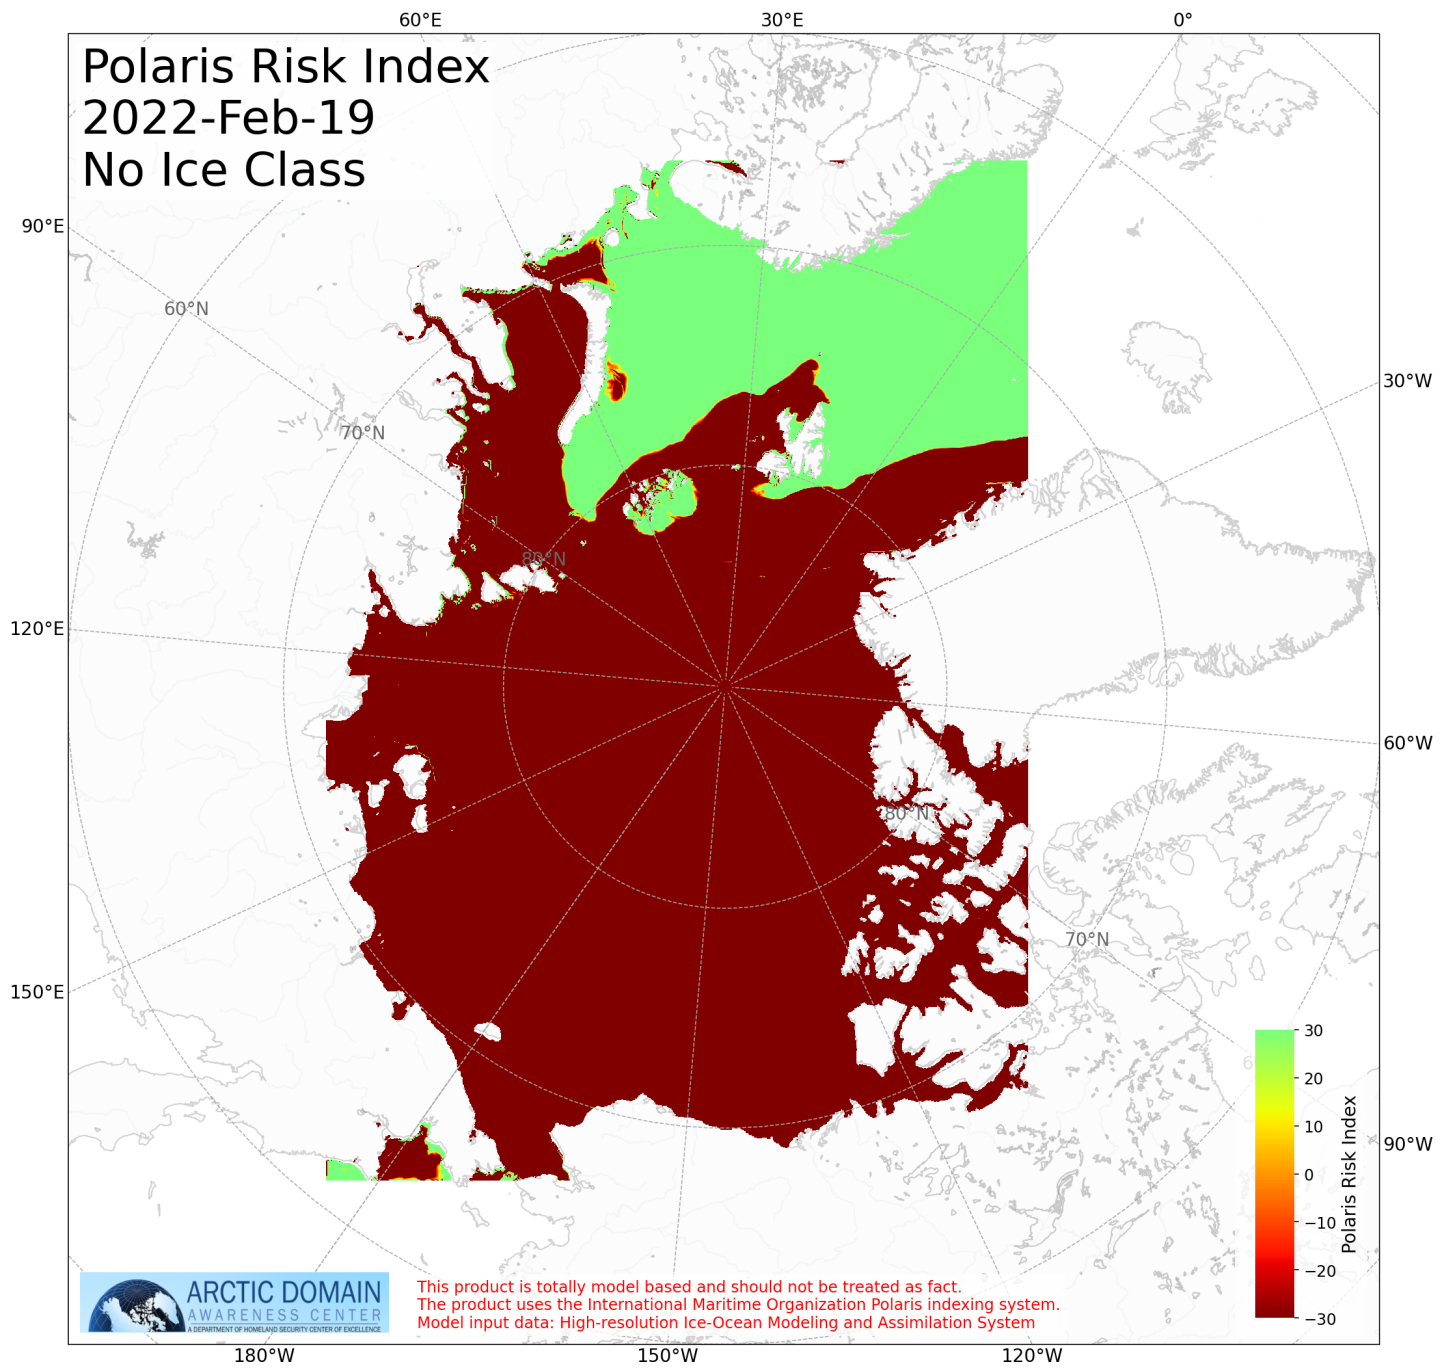 60°E
30°E
0°
Polaris Risk Index
2022-Feb-19
No Ice Class
90°E
60°N
30°W
70°N
80°N
120°E
60°W
80°N
70°N
150°E
30
20
10
0
−10
−20
−30
Polaris Risk Index
90°W
ARCTIC DOMAIN
AWARENESS CENTER
A DEPARTMENT OF HOMELAND SECURITY CENTER OF EXCELLENCE
This product is totally model based and should not be treated as fact.
The product uses the International Maritime Organization Polaris indexing system.
Model input data: High-resolution Ice-Ocean Modeling and Assimilation System
180°W
150°W
120°W